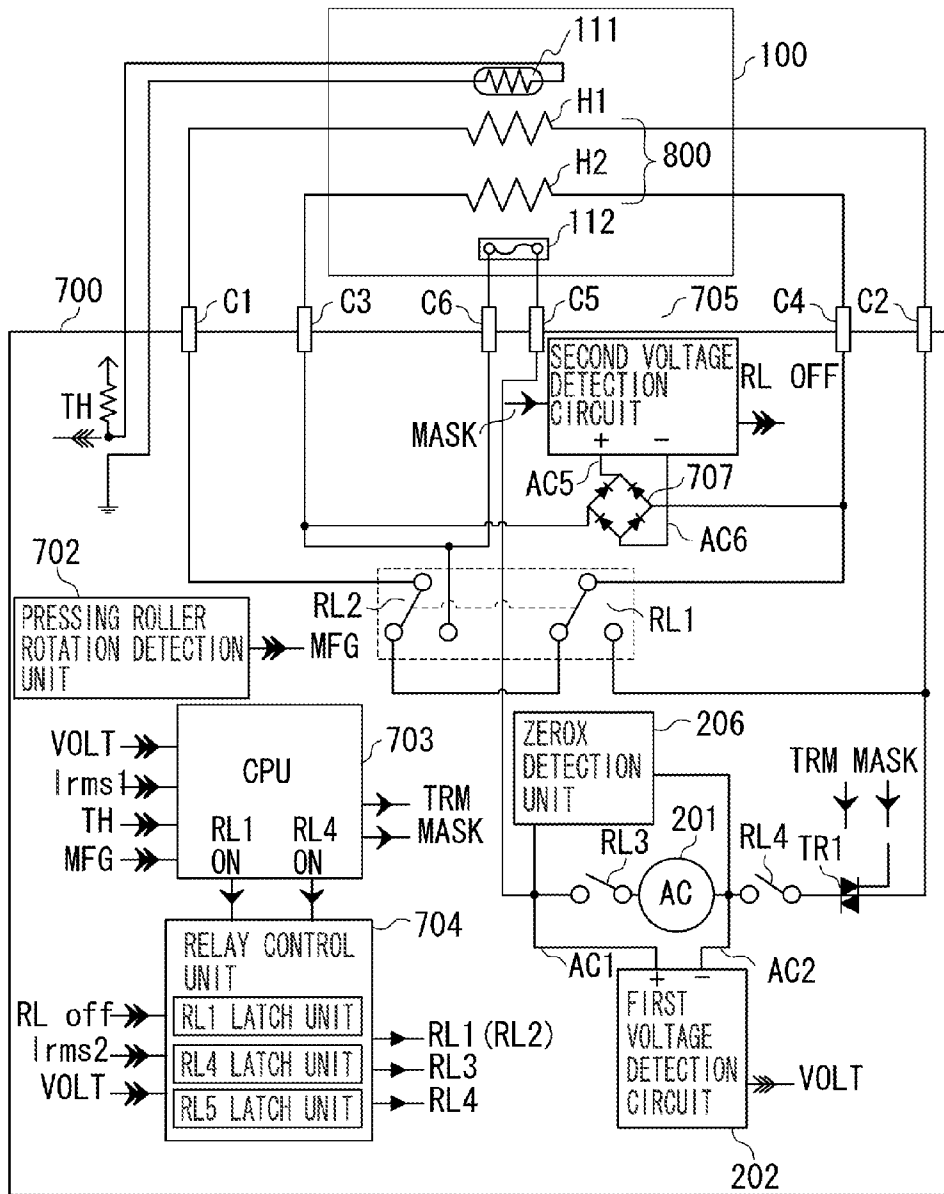 111
100
H1
800
H2
112
700
C1
C3
C6
C5
705
C4
C2
SECOND VOLTAGE
DETECTION
CIRCUIT
RL OFF
TH
MASK
+ −
AC5
707
AC6
702
RL2
RL1
PRESSING ROLLER
ROTATION DETECTION
UNIT
MFG
703
206
VOLT
Irms1
TH
MFG
CPU
RL1
ON
RL4
ON
TRM
MASK
ZEROX
DETECTION
UNIT
TRM MASK
RL3
201
RL4
TR1
AC
704
RELAY CONTROL
UNIT
AC1
AC2
+ −
RL off
Irms2
VOLT
RL1 LATCH UNIT
RL4 LATCH UNIT
RL5 LATCH UNIT
RL1(RL2)
RL3
RL4
FIRST
VOLTAGE
DETECTION
CIRCUIT
VOLT
202